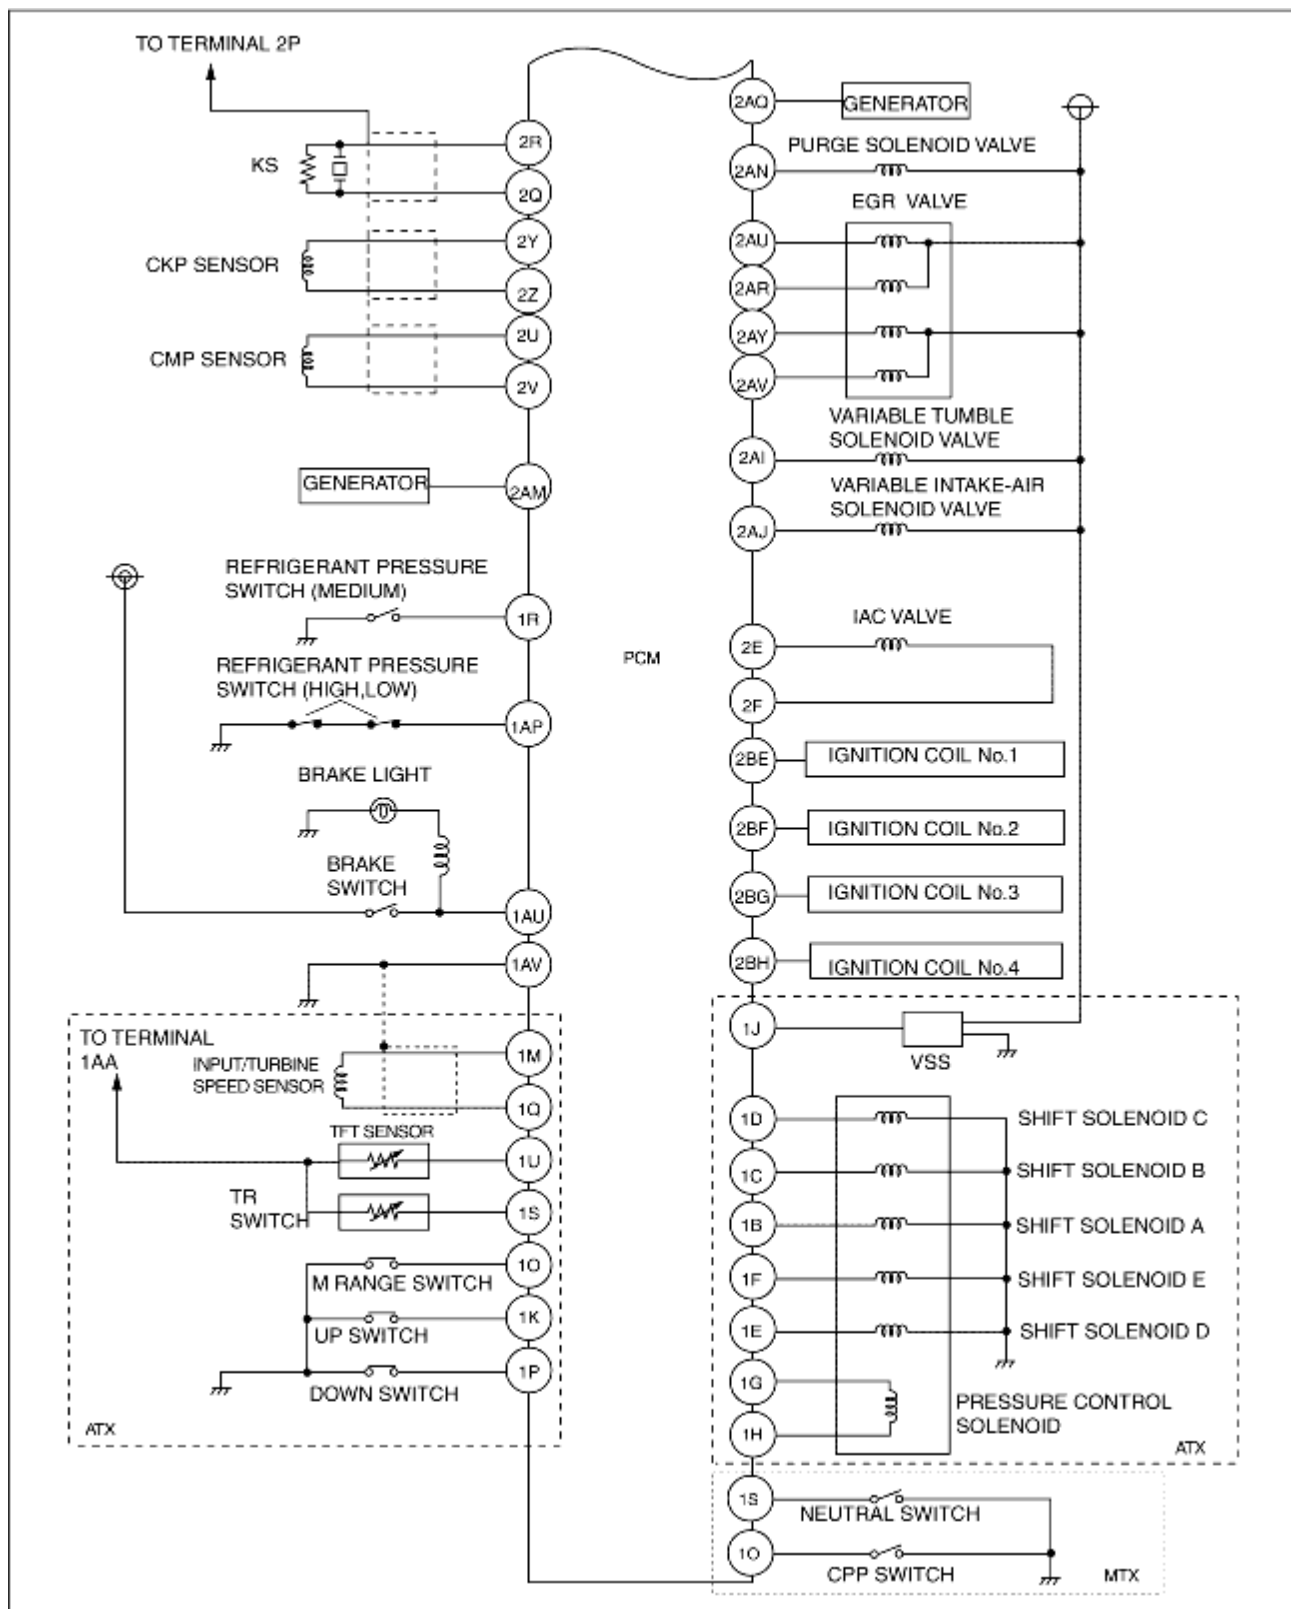 TO TERMINAL 2P
KS
2R
2Q
CKP SENSOR
2Y
2Z
CMP SENSOR
2U
2V
GENERATOR
2AM
REFRIGERANT PRESSURE
SWITCH (MEDIUM)
1R
REFRIGERANT PRESSURE
SWITCH (HIGH,LOW)
1AP
BRAKE LIGHT
BRAKE
SWITCH
1AU
1AV
TO TERMINAL
1AA
INPUT/TURBINE
SPEED SENSOR
1M
1Q
TFT SENSOR
1U
TR
SWITCH
1S
1O
M RANGE SWITCH
1K
UP SWITCH
1P
DOWN SWITCH
ATX
PCM
2AQ
GENERATOR
PURGE SOLENOID VALVE
2AN
EGR VALVE
2AU
2AR
2AY
2AV
VARIABLE TUMBLE
SOLENOID VALVE
2AI
VARIABLE INTAKE-AIR
SOLENOID VALVE
2AJ
IAC VALVE
2E
2F
2BE
IGNITION COIL No.1
2BF
IGNITION COIL No.2
2BG
IGNITION COIL No.3
2BH
IGNITION COIL No.4
1J
VSS
1D
SHIFT SOLENOID C
1C
SHIFT SOLENOID B
1B
SHIFT SOLENOID A
1F
SHIFT SOLENOID E
1E
SHIFT SOLENOID D
1G
1H
PRESSURE CONTROL
SOLENOID
ATX
1S
NEUTRAL SWITCH
1O
CPP SWITCH
MTX